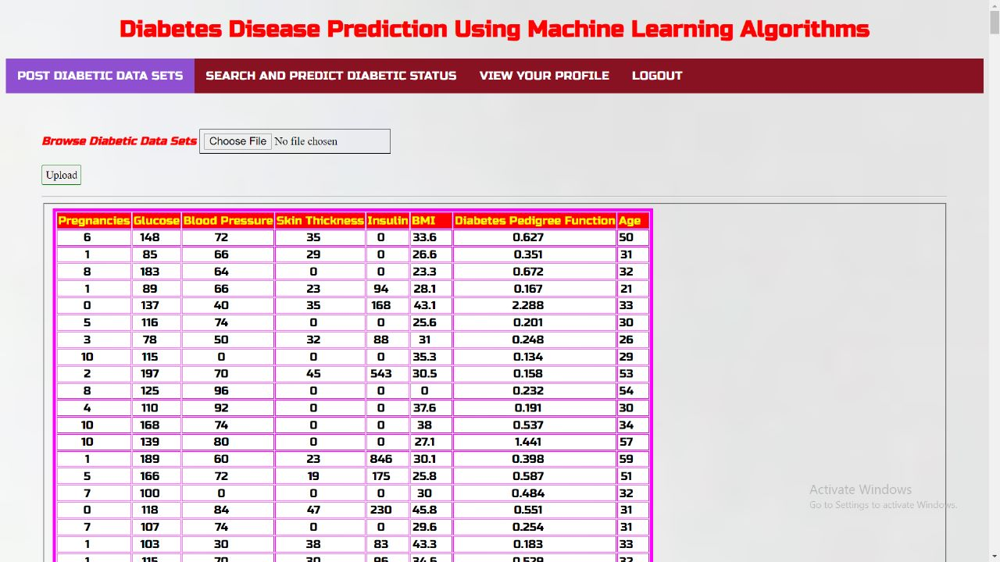 Diabetes Disease Prediction Using Machine Learning Algorithms
POST DIABETIC DATA SETS SEARCH AND PREDICT DIABETIC STATUS VIEW YOUR PROFILE LOGOUT
Browse Diabetic Data Sets Choose File No file chosen
Upload
Pregnancies Glucose Blood Pressure Skin Thickness Insulin BMI Diabetes Pedigree Function Age
6 148 72 35 0 33.6 0.627 50
1 85 66 29 0 26.6 0.351 31
8 183 64 0 0 23.3 0.672 32
1 89 66 23 94 28.1 0.167 21
0 137 40 35 168 43.1 2.288 33
5 116 74 0 0 25.6 0.201 30
3 78 50 32 88 31 0.248 26
10 115 0 0 0 35.3 0.134 29
2 197 70 45 543 30.5 0.158 53
8 125 96 0 0 0 0.232 54
4 110 92 0 0 37.6 0.191 30
10 168 74 0 0 38 0.537 34
10 139 80 0 0 27.1 1.441 57
1 189 60 23 846 30.1 0.398 59
5 166 72 19 175 25.8 0.587 51
7 100 0 0 0 30 0.484 32
0 118 84 47 230 45.8 0.551 31
7 107 74 0 0 29.6 0.254 31
1 103 30 38 83 43.3 0.183 33
1 115 70 30 96 34.6 0.529 32
Activate Windows
Go to Settings to activate Windows.